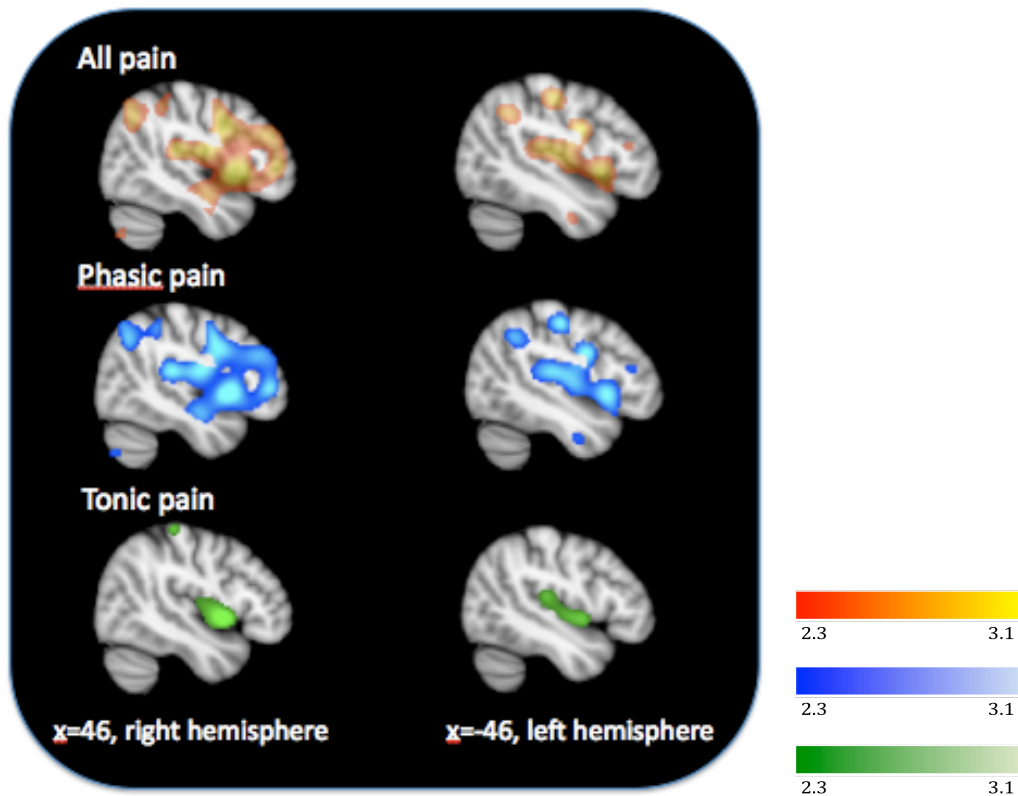 All pain
Phasic pain
Tonic pain
x=46, right hemisphere
x=-46, left hemisphere
2.3 3.1
2.3 3.1
2.3 3.1